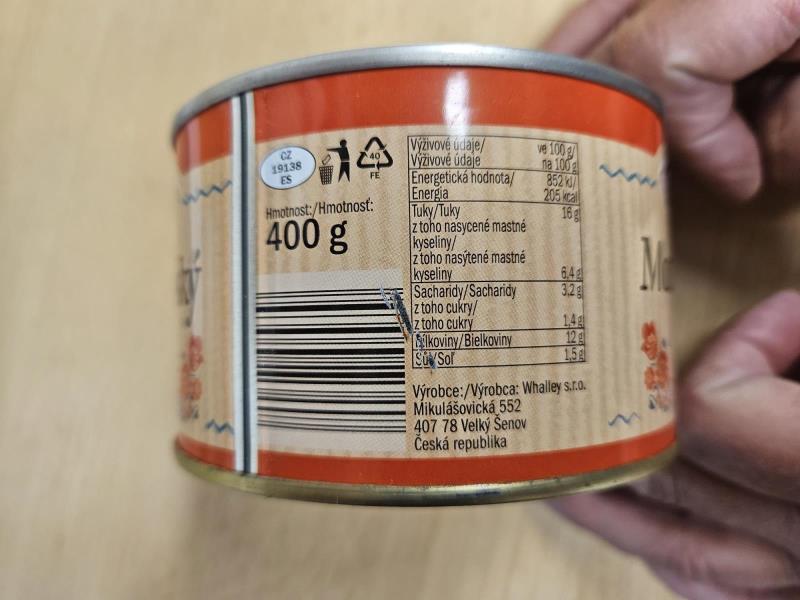 CZ
19138
ES
40
FE
Hmotnost:/Hmotnosť:
400 g
Výživové údaje/ ve 100 g/
Výživové údaje na 100 g
Energetická hodnota/ 852 kJ/
Energia 205 kcal
Tuky/Tuky 16 g
z toho nasycené mastné
kyseliny/
z toho nasýtené mastné
kyseliny 6,4 g
Sacharidy/Sacharidy 3,2 g
z toho cukry/
z toho cukry 1,4 g
Bílkoviny/Bielkoviny 12 g
Sůl/Soľ 1,5 g
Výrobce:/Výrobca: Whalley s.r.o.
Mikulášovická 552
407 78 Velký Šenov
Česká republika